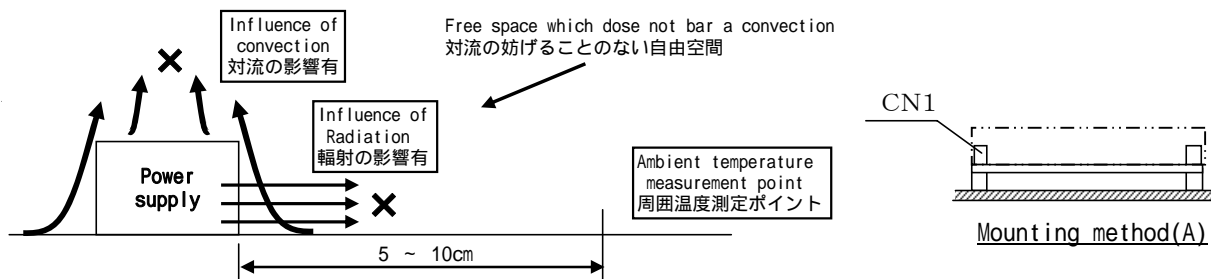 Influence of
convection
対流の影響有
Free space which dose not bar a convection
対流の妨げることのない自由空間
Influence of
Radiation
輻射の影響有
Power
supply
Ambient temperature
measurement point
周囲温度測定ポイント
5 ~ 10cm
CN1
Mounting method(A)